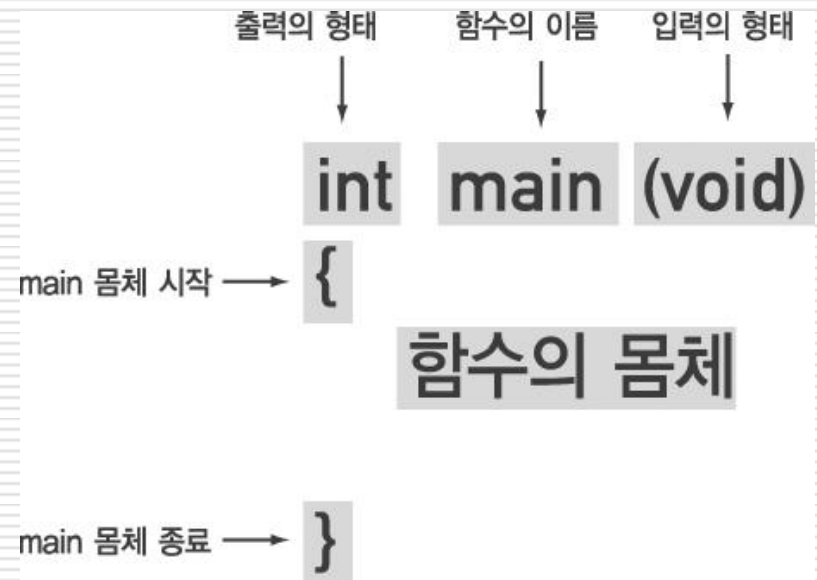 출력의 형태 함수의 이름 입력의 형태
int main (void)
main 몸체 시작 {
함수의 몸체
main 몸체 종료 }